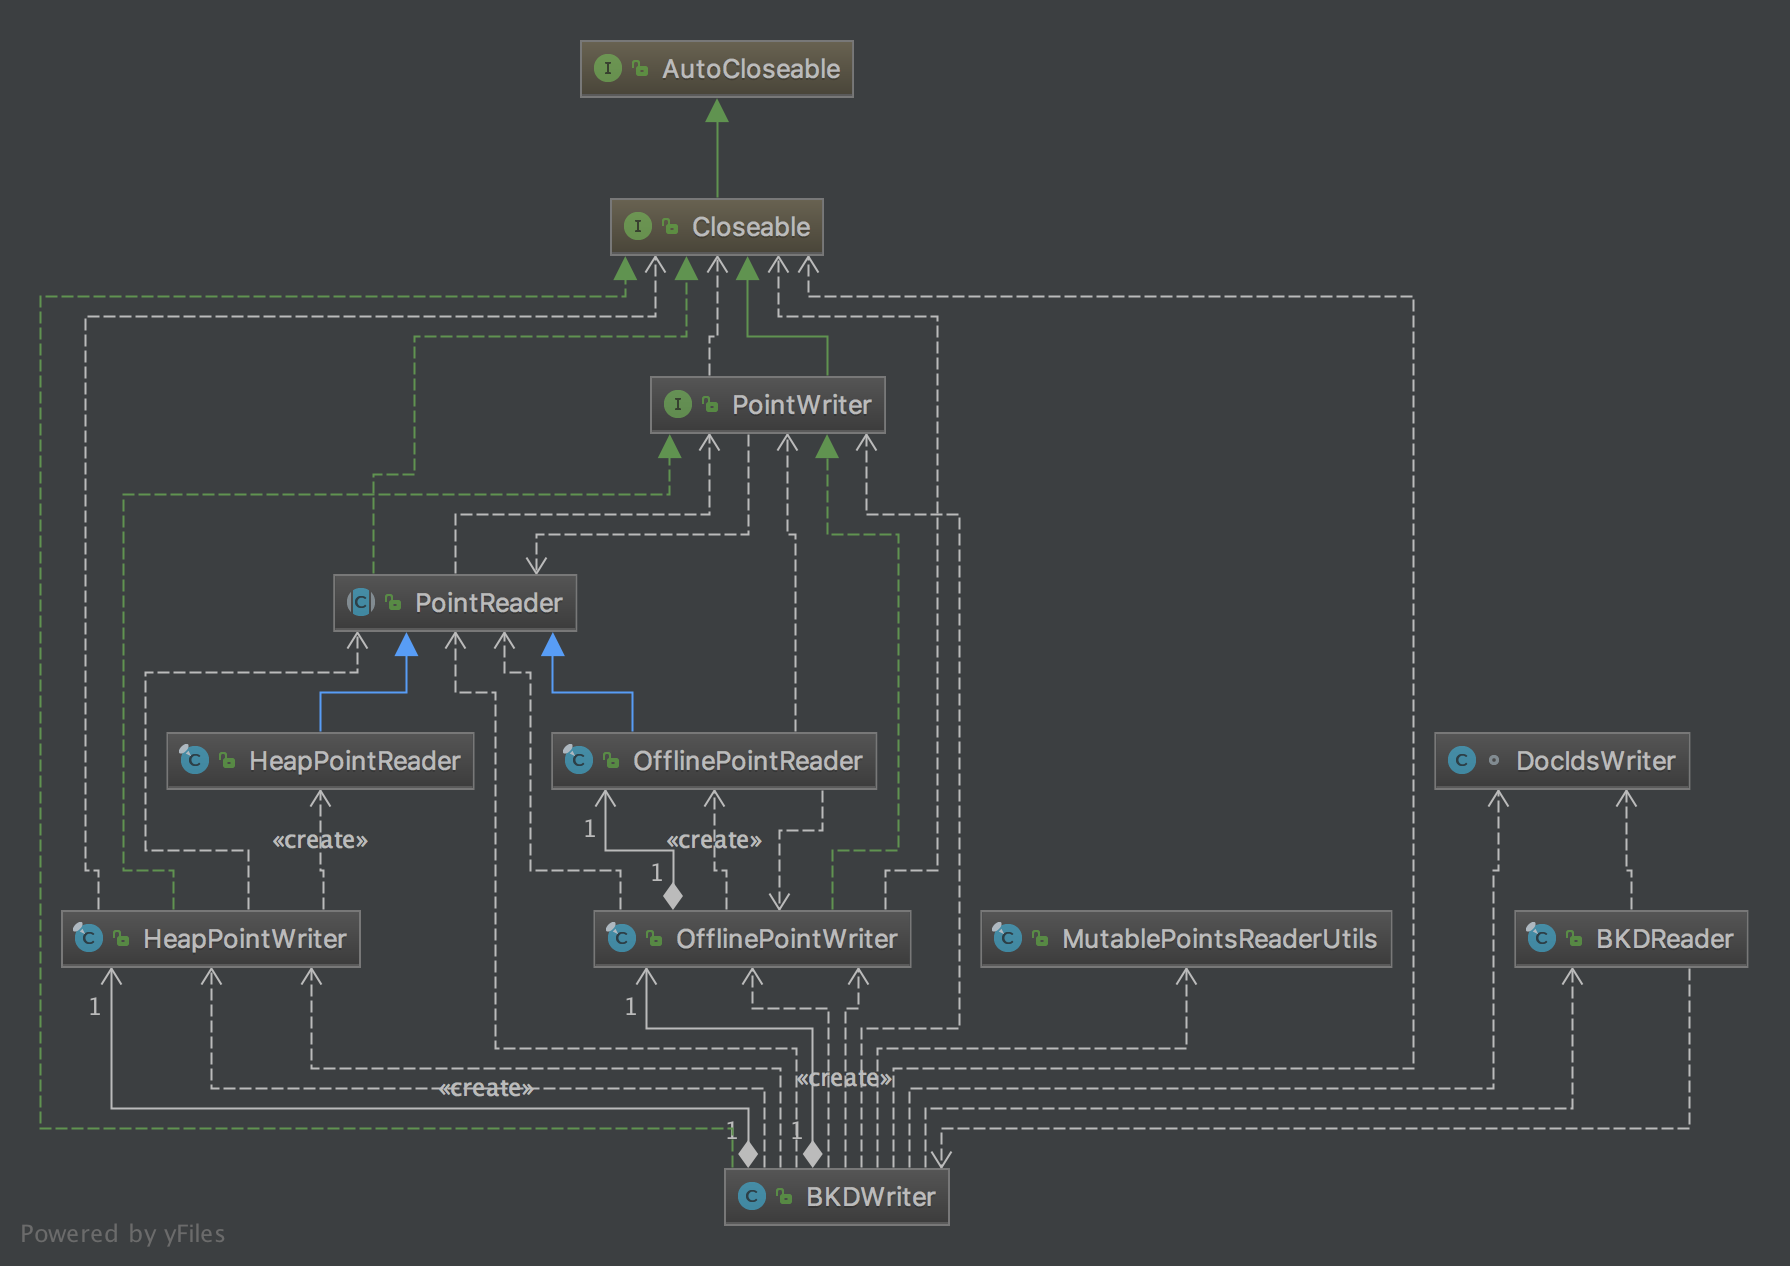 I AutoCloseable
I Closeable
I PointWriter
C PointReader
C HeapPointReader
C OfflinePointReader
C DocIdsWriter
«create»
1
«create»
1
C HeapPointWriter
C OfflinePointWriter
C MutablePointsReaderUtils
C BKDReader
1
1
«create»
«create»
1
1
C BKDWriter
Powered by yFiles